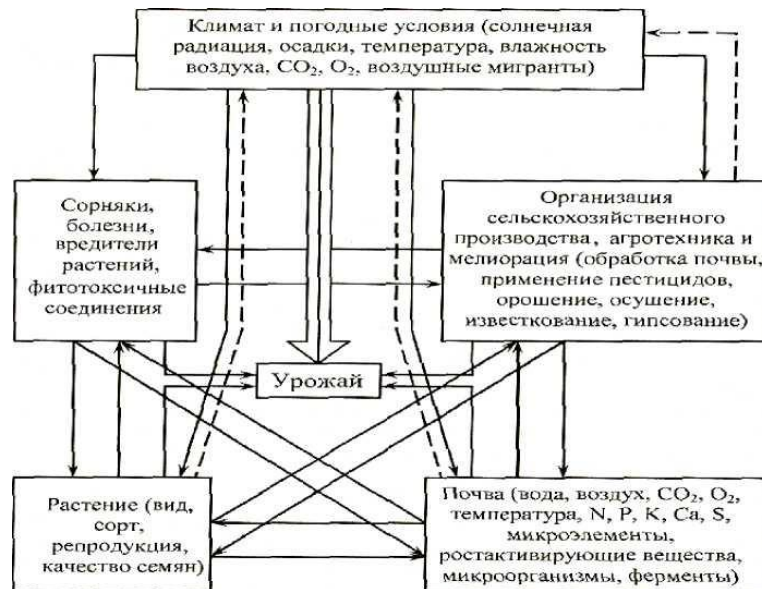 Климат и погодные условия (солнечная
радиация, осадки, температура, влажность
воздуха, CO₂, O₂, воздушные мигранты)
Сорняки,
болезни,
вредители
растений,
фитотоксичные
соединения
Организация
сельскохозяйственного
производства, агротехника и
мелиорация (обработка почвы,
применение пестицидов,
орошение, осушение,
известкование, гипсование)
Урожай
Растение (вид,
сорт,
репродукция,
качество семян)
Почва (вода, воздух, CO₂, O₂,
температура, N, P, K, Ca, S,
микроэлементы,
ростактивирующие вещества,
микроорганизмы, ферменты)